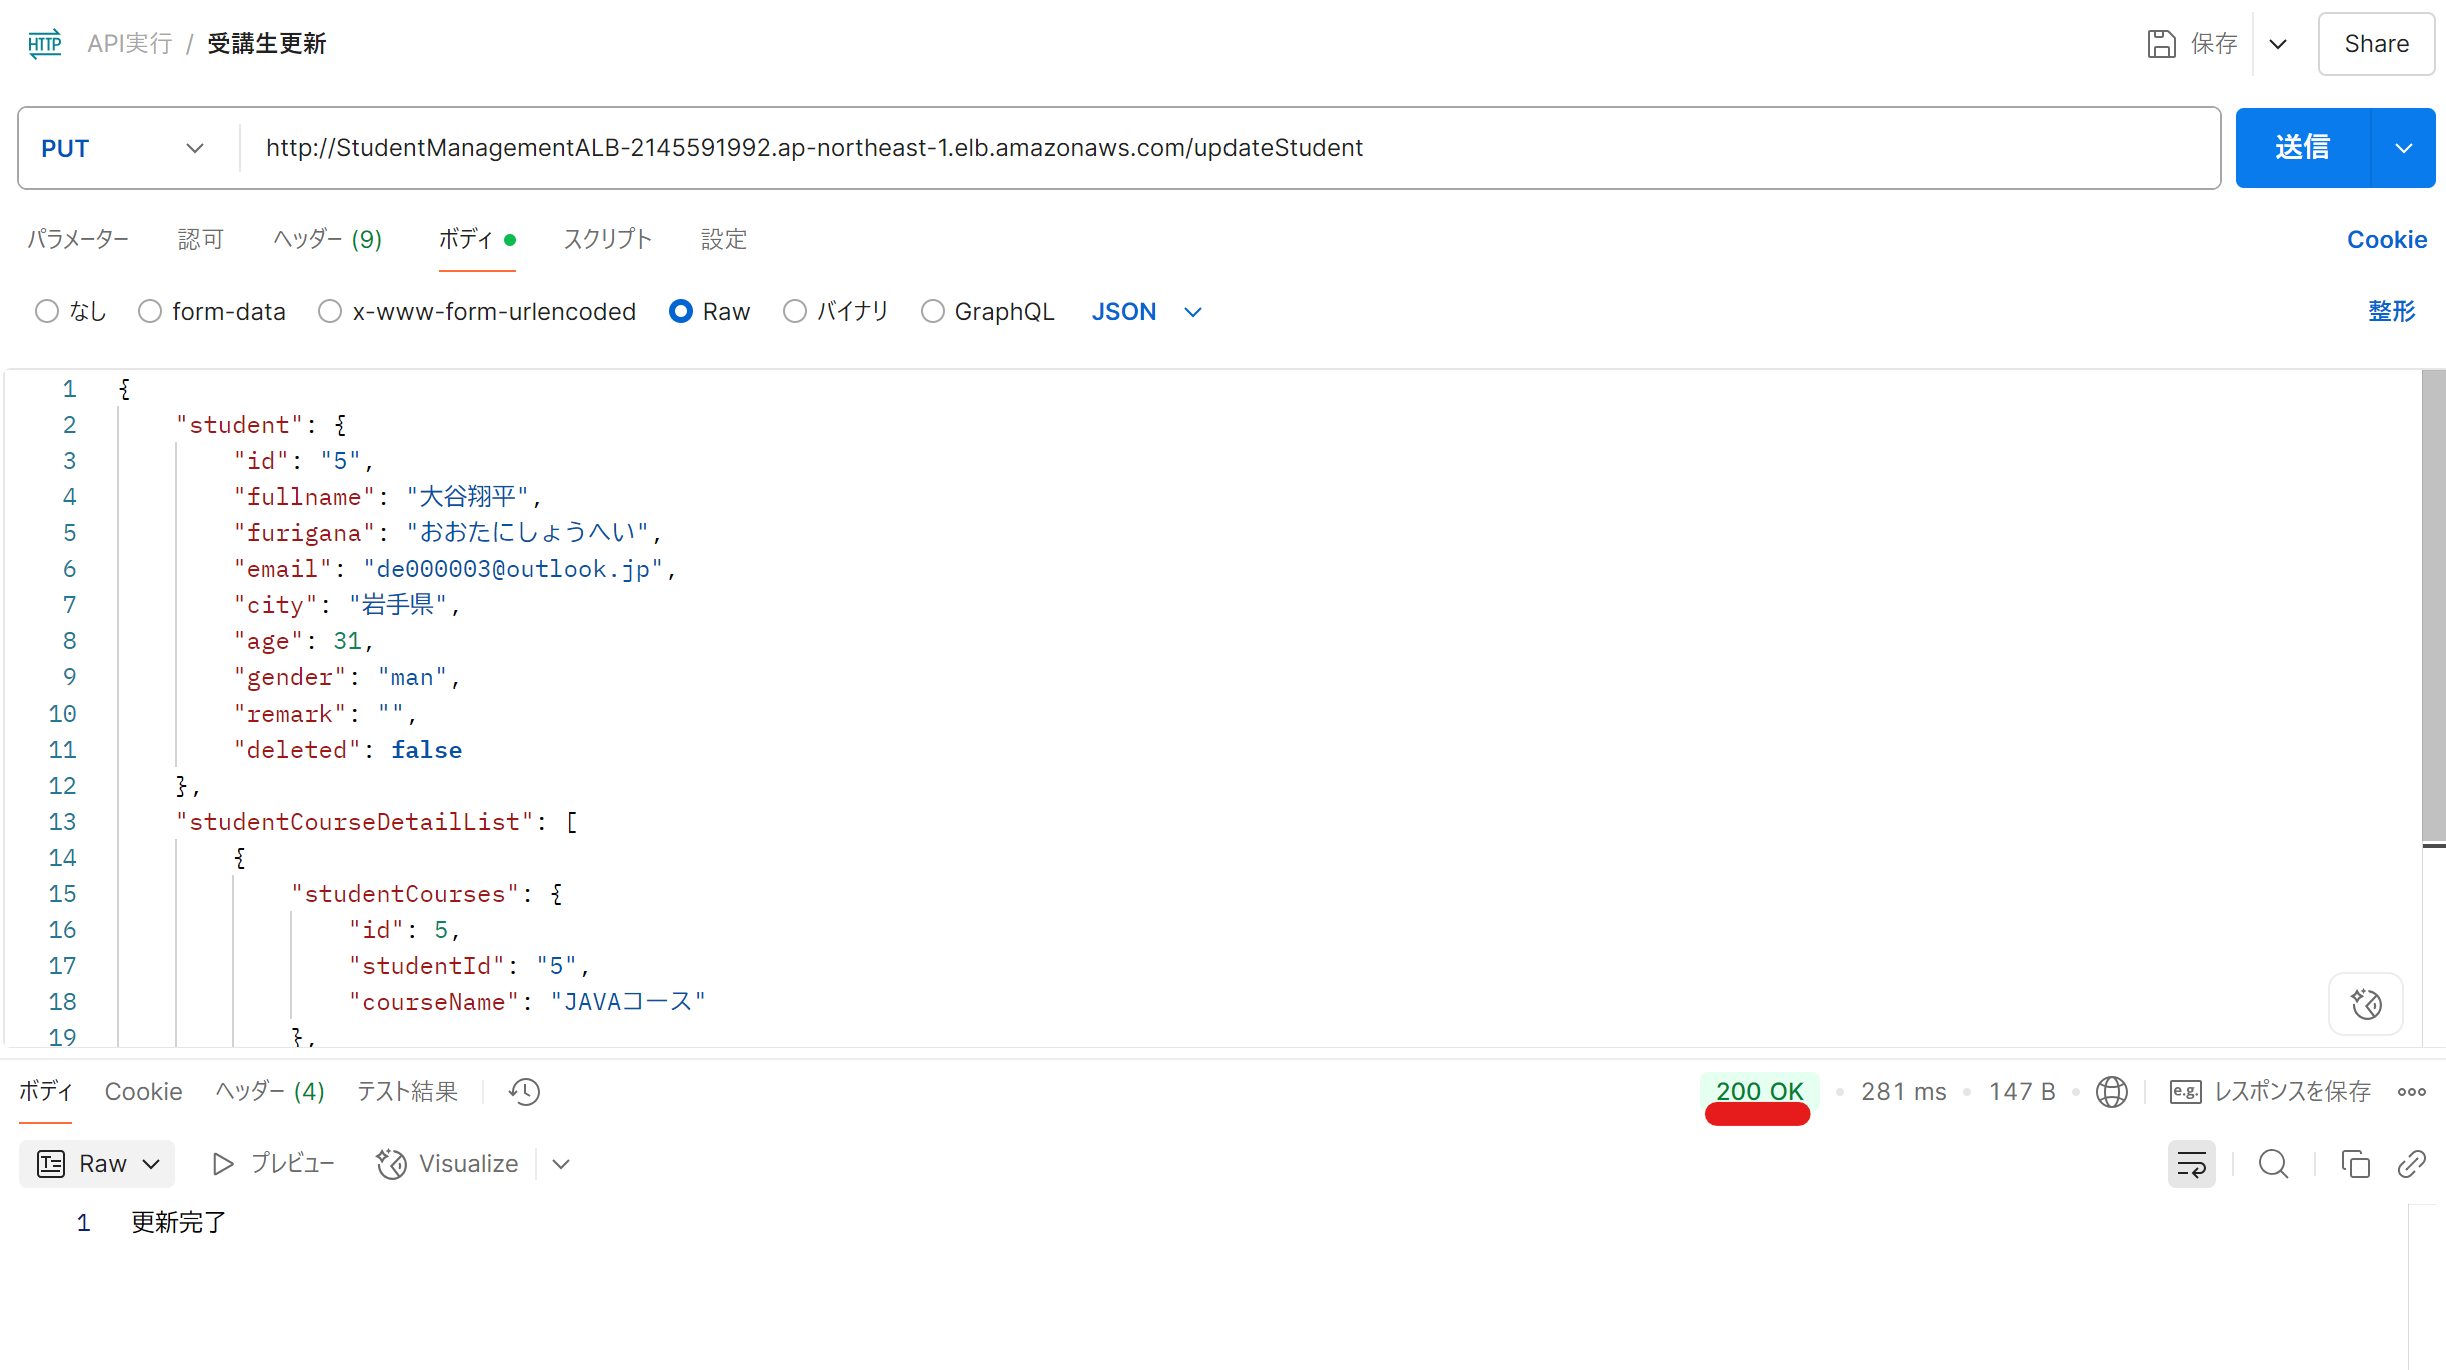 HTTP API実行 / 受講生更新 保存 Share
PUT http://StudentManagementALB-2145591992.ap-northeast-1.elb.amazonaws.com/updateStudent 送信
パラメーター 認可 ヘッダー (9) ボディ スクリプト 設定 Cookie
なし form-data x-www-form-urlencoded Raw バイナリ GraphQL JSON 整形
1 {
2 "student": {
3 "id": "5",
4 "fullname": "大谷翔平",
5 "furigana": "おおたにしょうへい",
6 "email": "de000003@outlook.jp",
7 "city": "岩手県",
8 "age": 31,
9 "gender": "man",
10 "remark": "",
11 "deleted": false
12 },
13 "studentCourseDetailList": [
14 {
15 "studentCourses": {
16 "id": 5,
17 "studentId": "5",
18 "courseName": "JAVAコース"
19 },
ボディ Cookie ヘッダー (4) テスト結果 200 OK • 281 ms • 147 B • e.g. レスポンスを保存
Raw プレビュー Visualize
1 更新完了